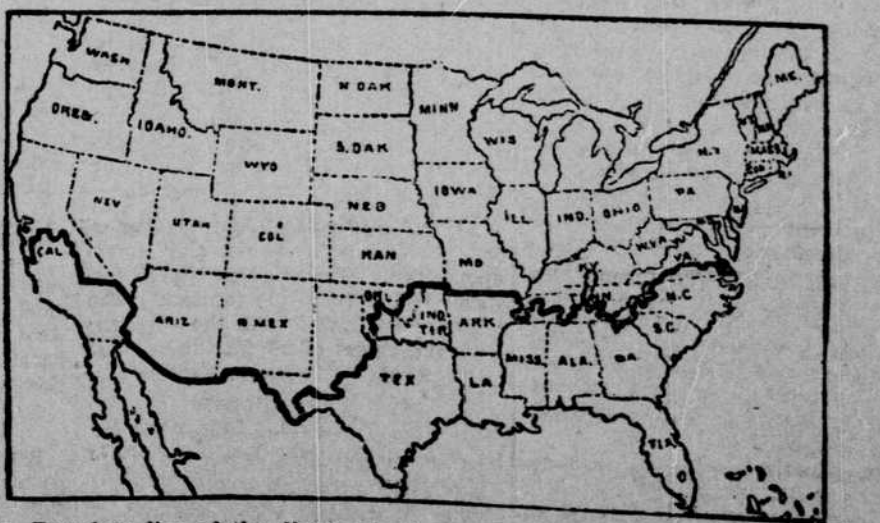 WASH
MONT.
N DAK
MINN
ME.
OREG.
IDAHO.
S. DAK
WIS
WYO
N.Y
MASS
IOWA
PA
NEV
NEB
UTAH
COL
ILL
IND.
OHIO
W.VA
VA.
CAL
KAN
MO
KY.
N.C
ARIZ
N MEX
OKL
IND
TER
ARK
S.C.
TEX
MISS
ALA.
GA.
LA
FLA